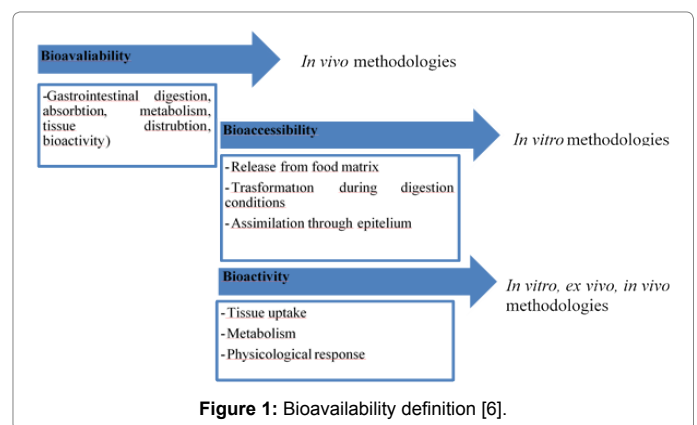 Bioavaliability
In vivo methodologies
-Gastrointestinal digestion,
absorbtion, metabolism,
tissue distrubtion,
bioactivity)
Bioaccessibility
In vitro methodologies
-Release from food matrix
-Trasformation during digestion
conditions
-Assimilation through epitelium
Bioactivity
In vitro, ex vivo, in vivo
methodologies
-Tissue uptake
-Metabolism
-Physicological response
Figure 1: Bioavailability definition [6].